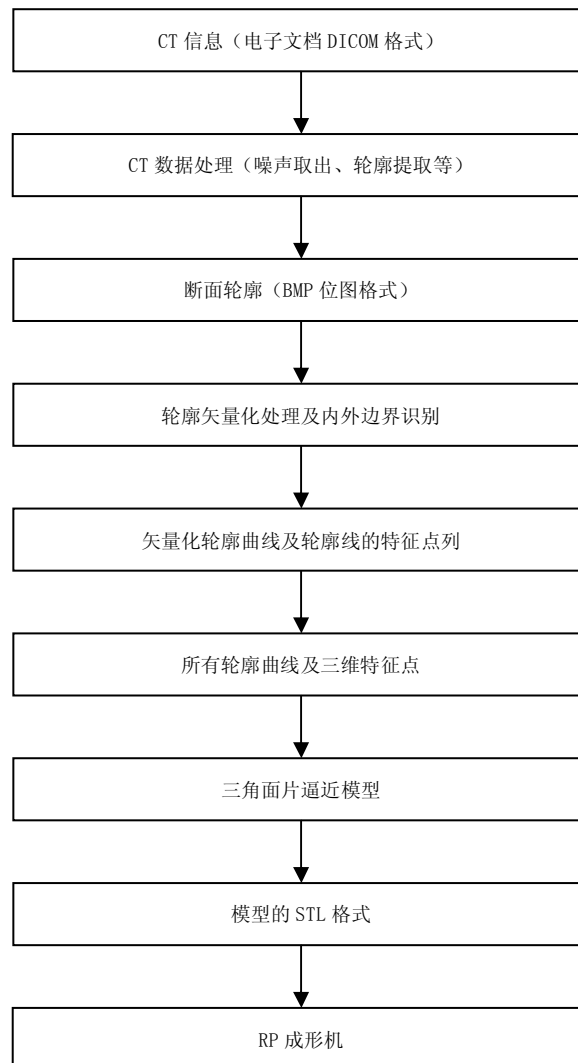 CT 信息（电子文档 DICOM 格式）
CT 数据处理（噪声取出、轮廓提取等）
断面轮廓（BMP 位图格式）
轮廓矢量化处理及内外边界识别
矢量化轮廓曲线及轮廓线的特征点列
所有轮廓曲线及三维特征点
三角面片逼近模型
模型的 STL 格式
RP 成形机